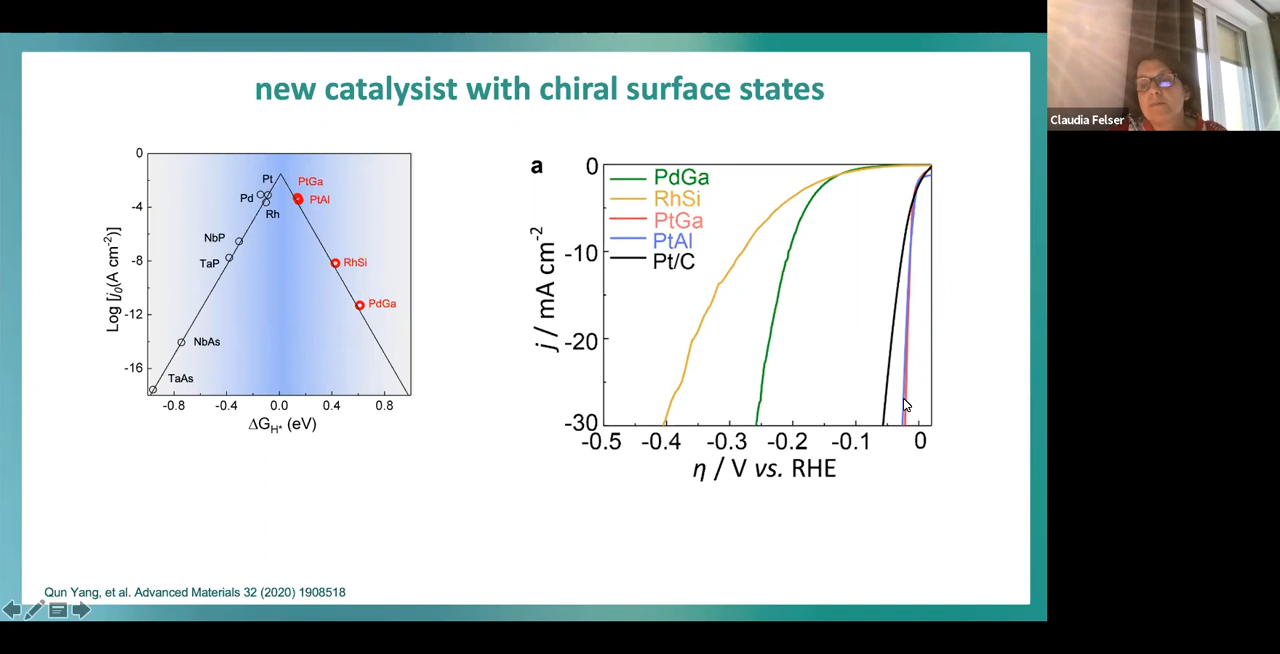 new catalysist with chiral surface states
Claudia Felser
0
-4
-8
-12
-16
Log [j0(A cm-2)]
Pt
PtGa
Pd
PtAl
Rh
NbP
TaP
RhSi
PdGa
NbAs
TaAs
-0.8
-0.4
0.0
0.4
0.8
ΔGH* (eV)
a
0
-10
-20
-30
j / mA cm-2
PdGa
RhSi
PtGa
PtAl
Pt/C
-0.5
-0.4
-0.3
-0.2
-0.1
0
η / V vs. RHE
Qun Yang, et al. Advanced Materials 32 (2020) 1908518